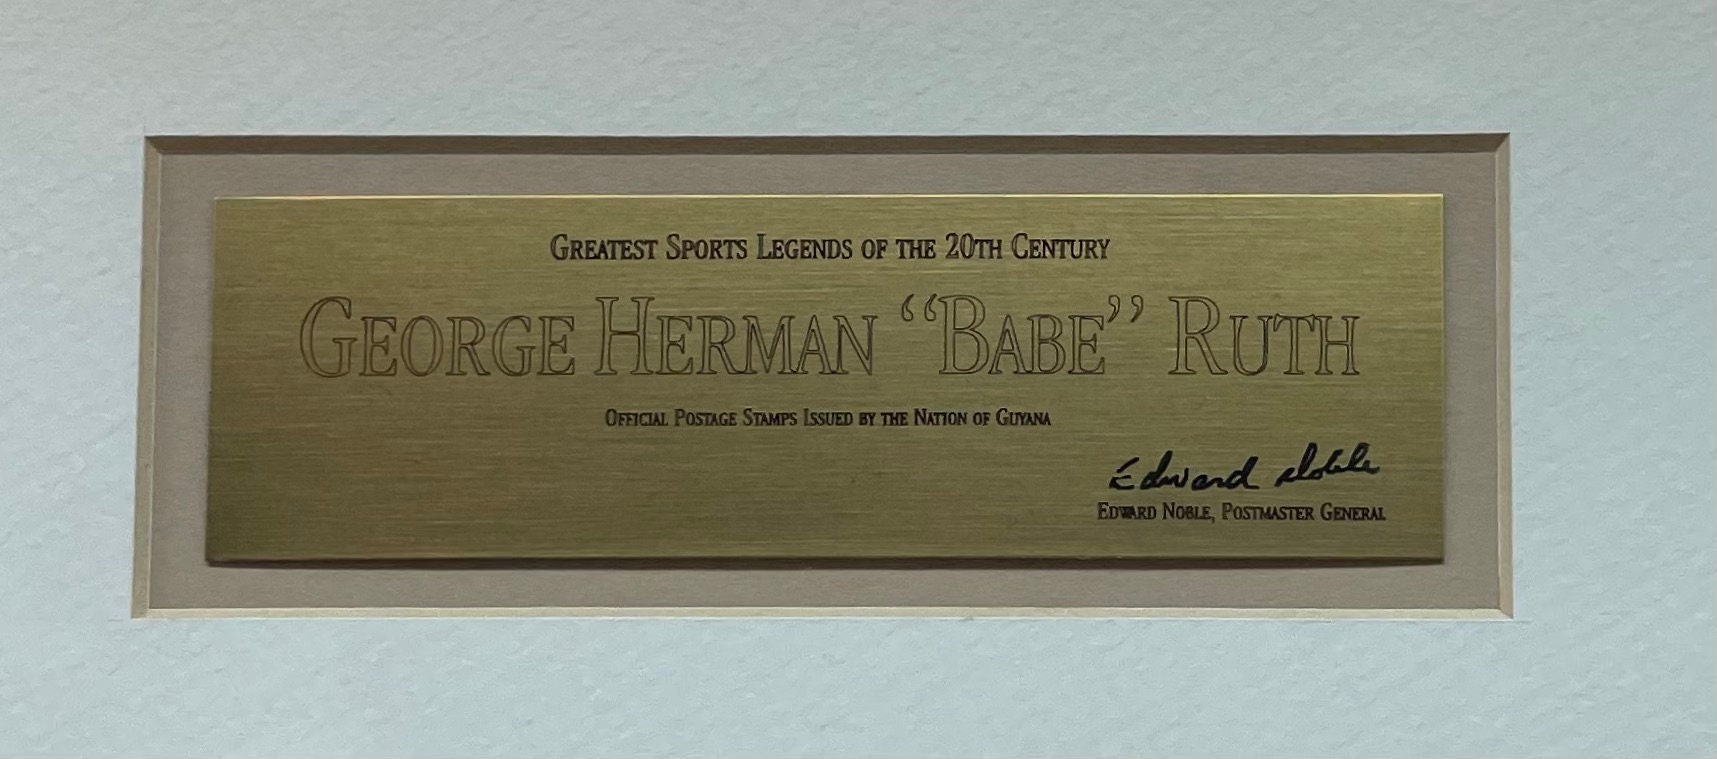 Greatest Sports Legends of the 20th Century
George Herman “Babe” Ruth
Official Postage Stamps Issued by the Nation of Guyana
Edward Noble
Edward Noble, Postmaster General